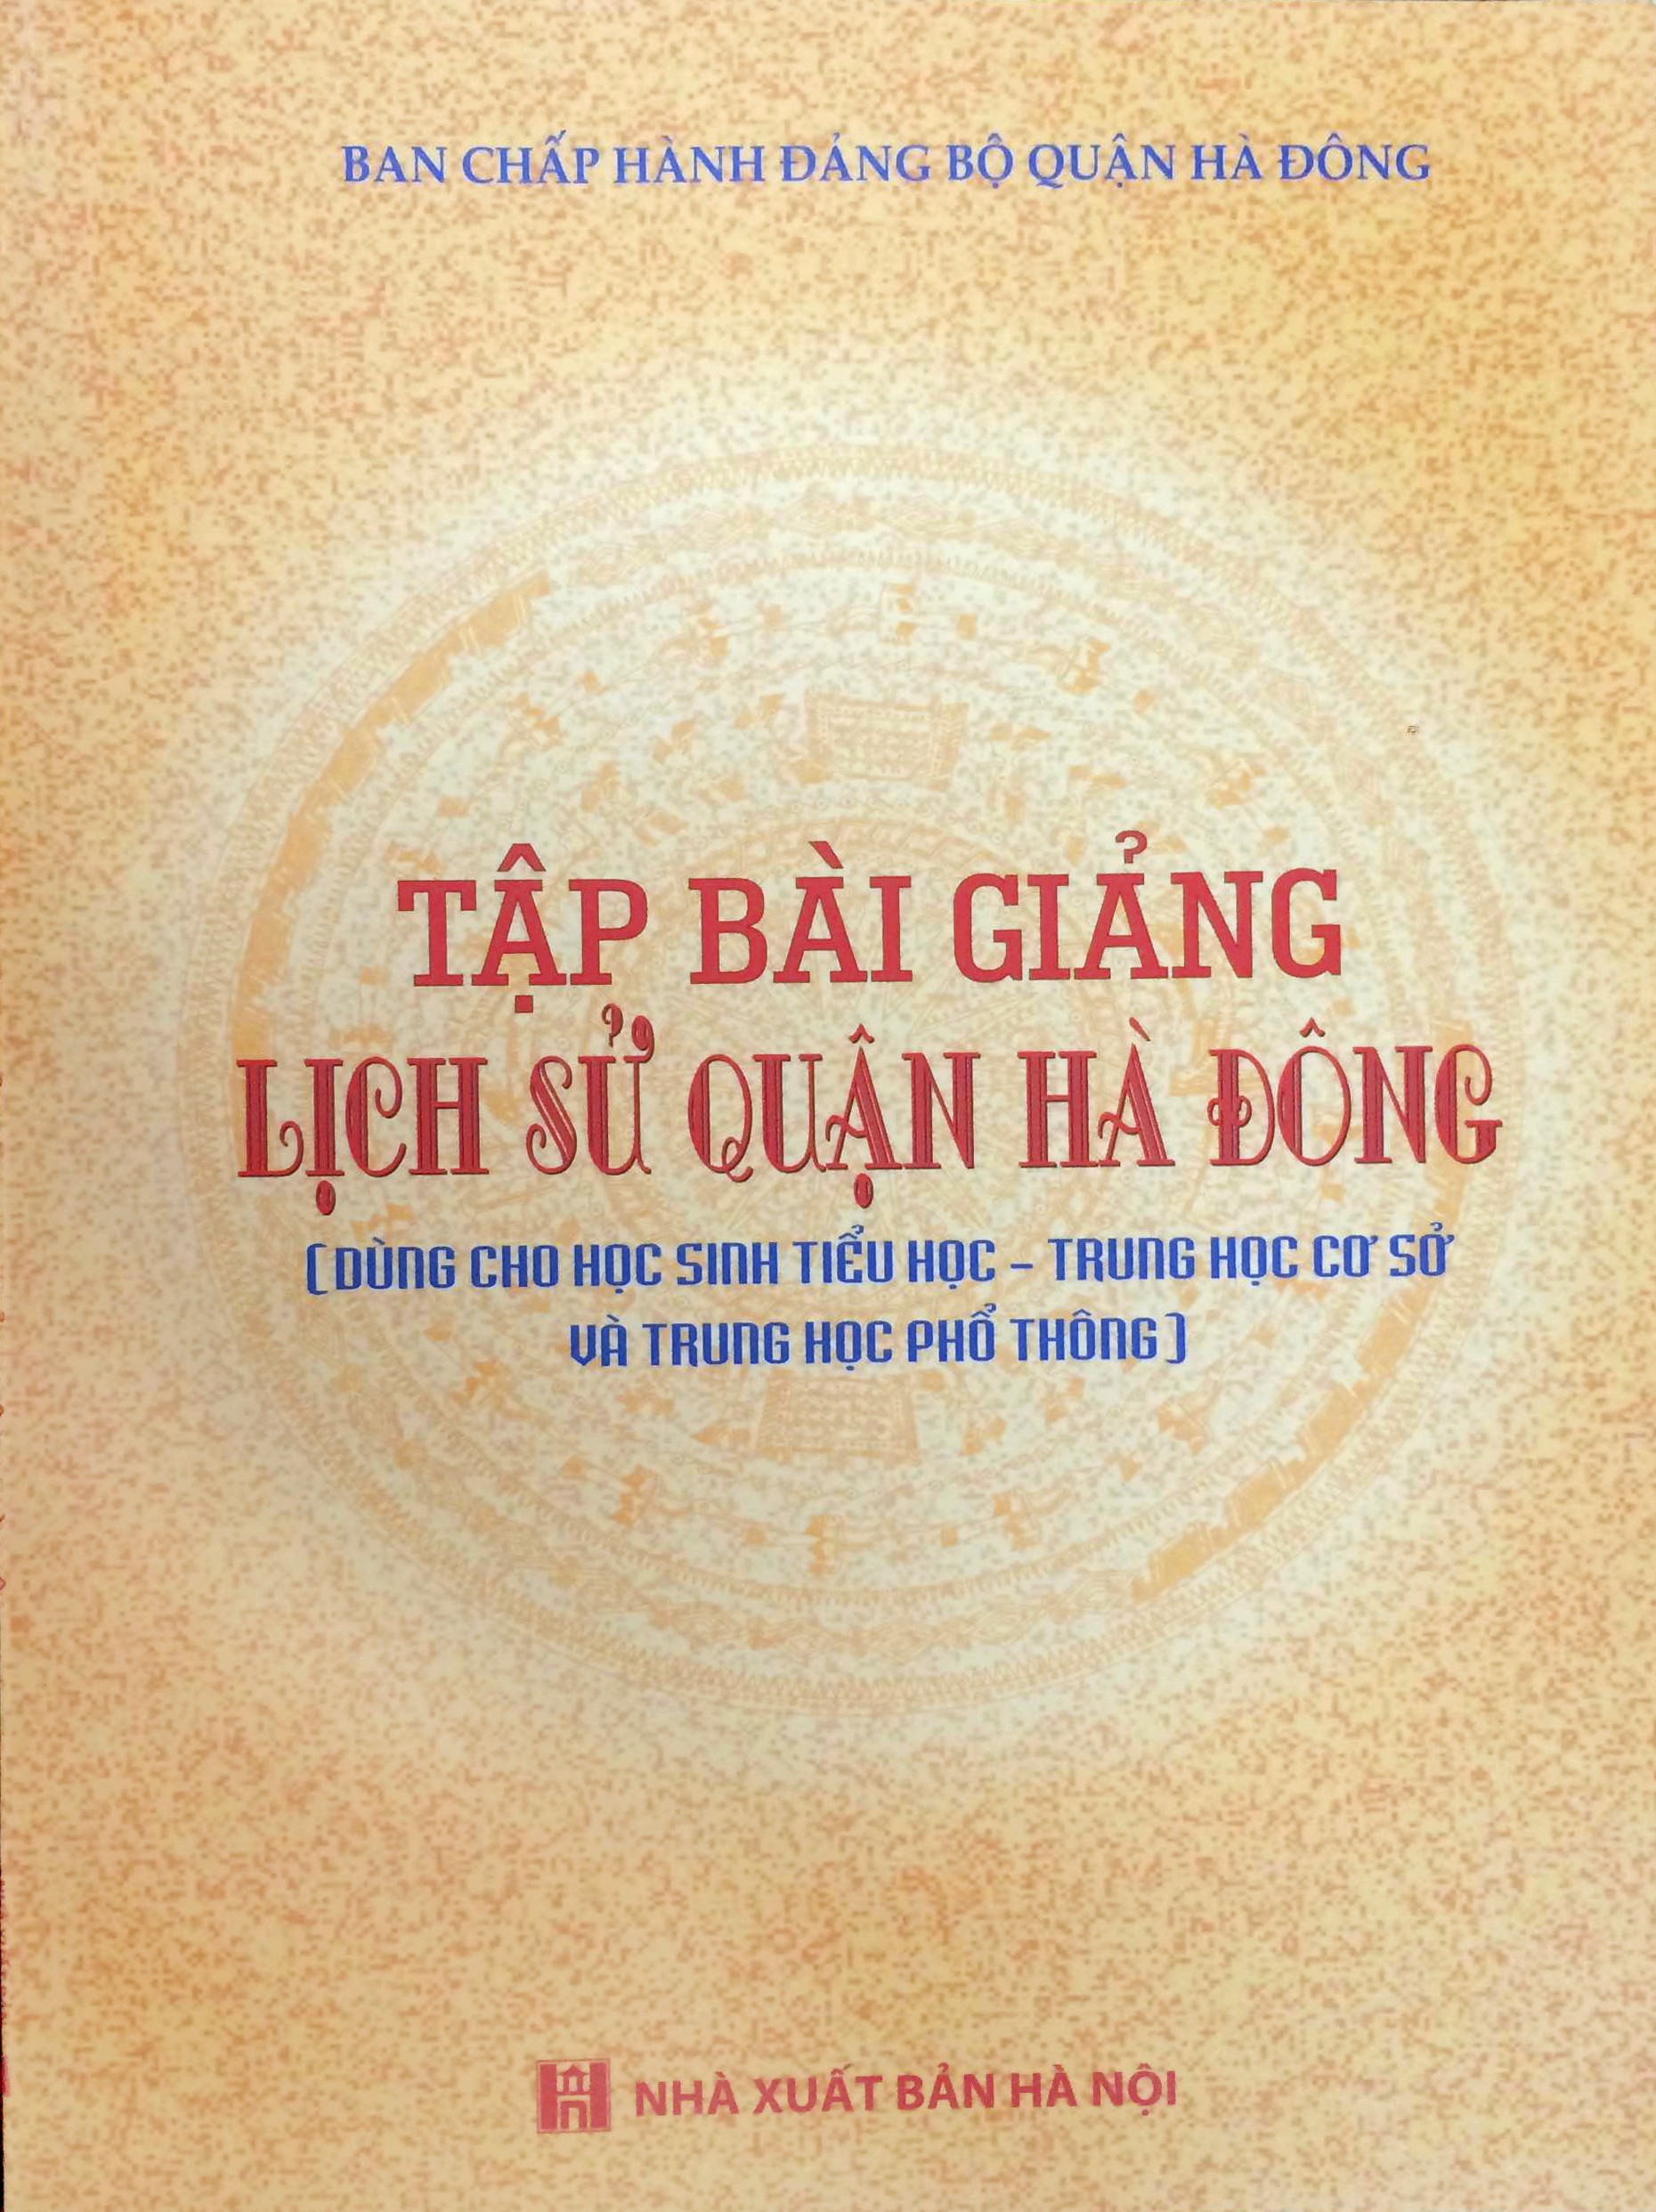 BAN CHẤP HÀNH ĐẢNG BỘ QUẬN HÀ ĐÔNG
TẬP BÀI GIẢNG
LỊCH SỬ QUẬN HÀ ĐÔNG
(DÙNG CHO HỌC SINH TIỂU HỌC - TRUNG HỌC CƠ SỞ
VÀ TRUNG HỌC PHỔ THÔNG)
NHÀ XUẤT BẢN HÀ NỘI